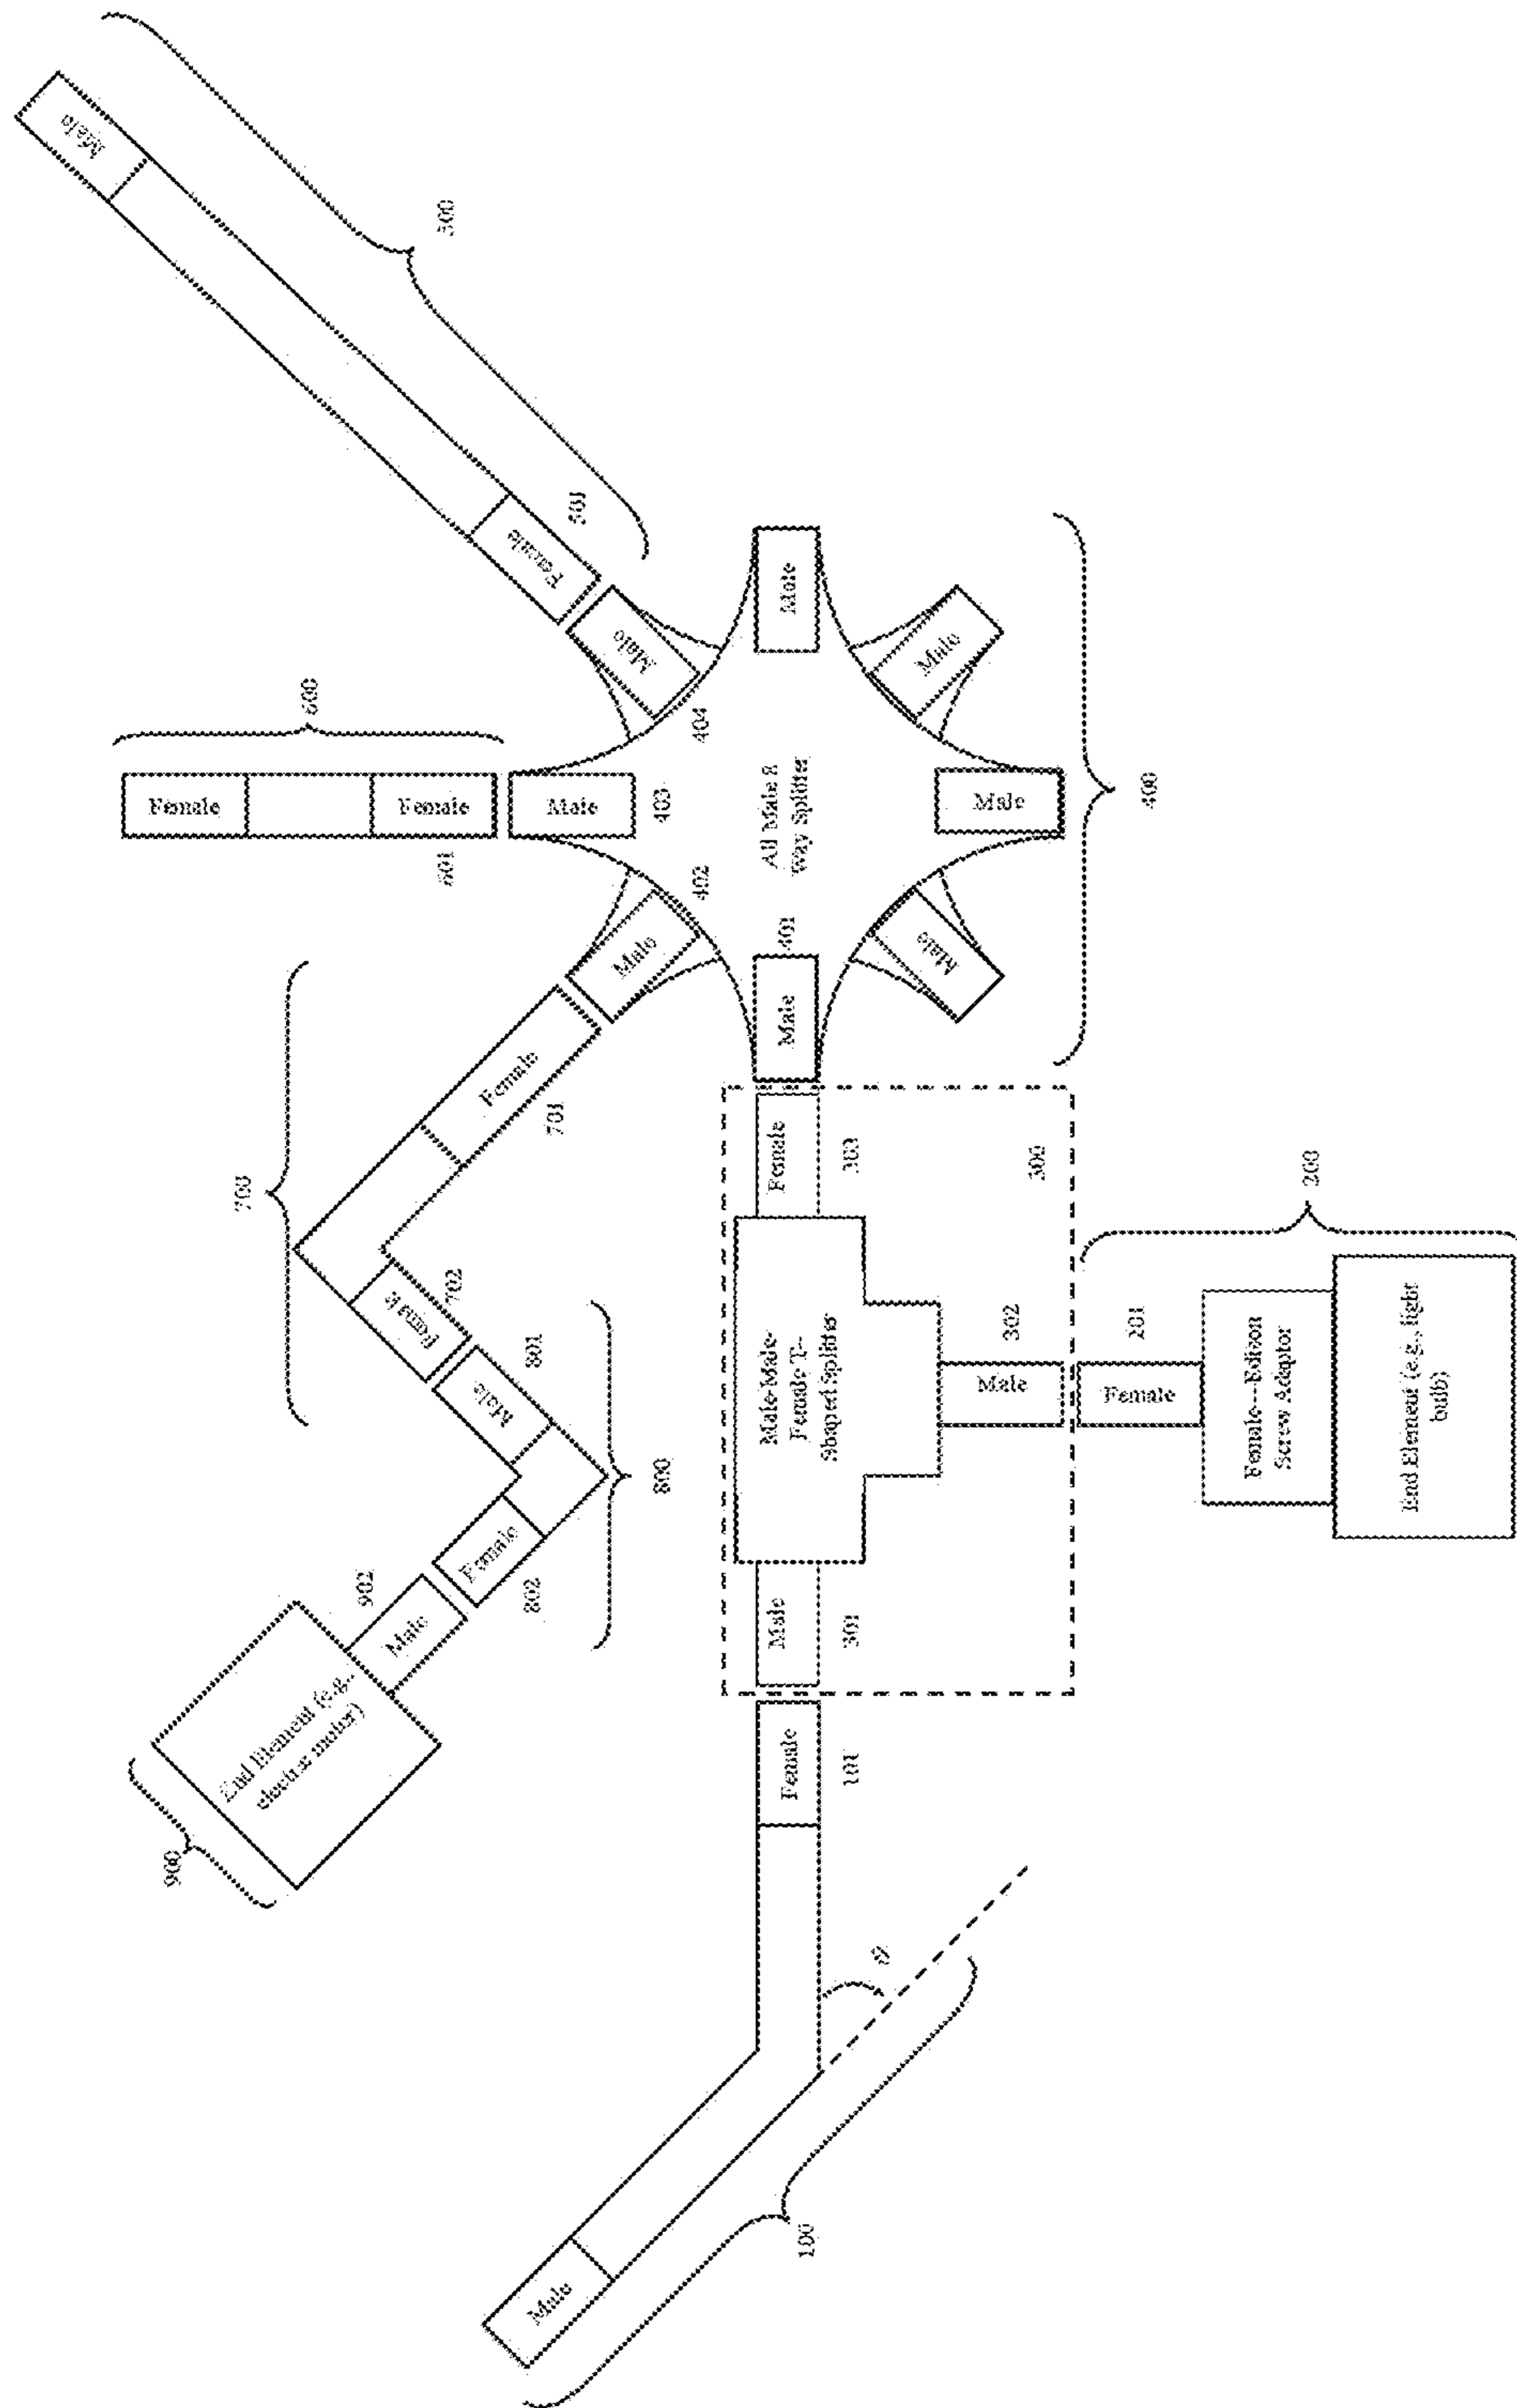 Male
500
Female
501
Male
404
Male
Male
Male
Male
Male
401
Male
402
Male
403
All Male 8
Way Splitter
400
600
Female
Female
601
700
Female
701
Female
702
Male
801
Female
802
800
Male
902
End Element (e.g.,
electric motor)
900
Female
303
300
Male-Male-
Female T-
Shaped Splitter
Male
302
Male
301
Female
201
200
Female---Edison
Screw Adaptor
End Element (e.g., light
bulb)
Female
101
Male
100